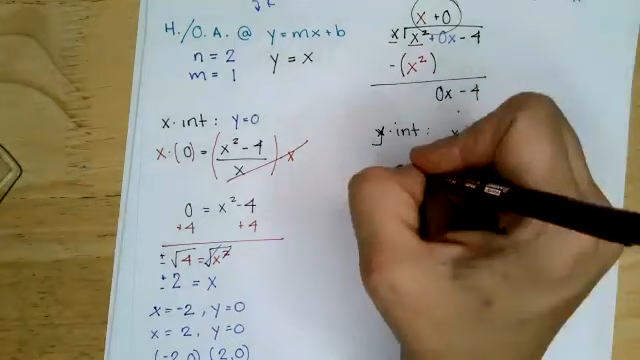 H./O.A. @ y=mx+b
n=2
m=1
y=x
x·int: y=0
x·(0) = (x²-4/x) x
0 = x²-4
+4 +4
±√4 = √x²
±2 = x
x=-2, y=0
x=2, y=0
(-2,0) (2,0)
x+0
x x²+0x-4
-(x²)
0x-4
y·int: x